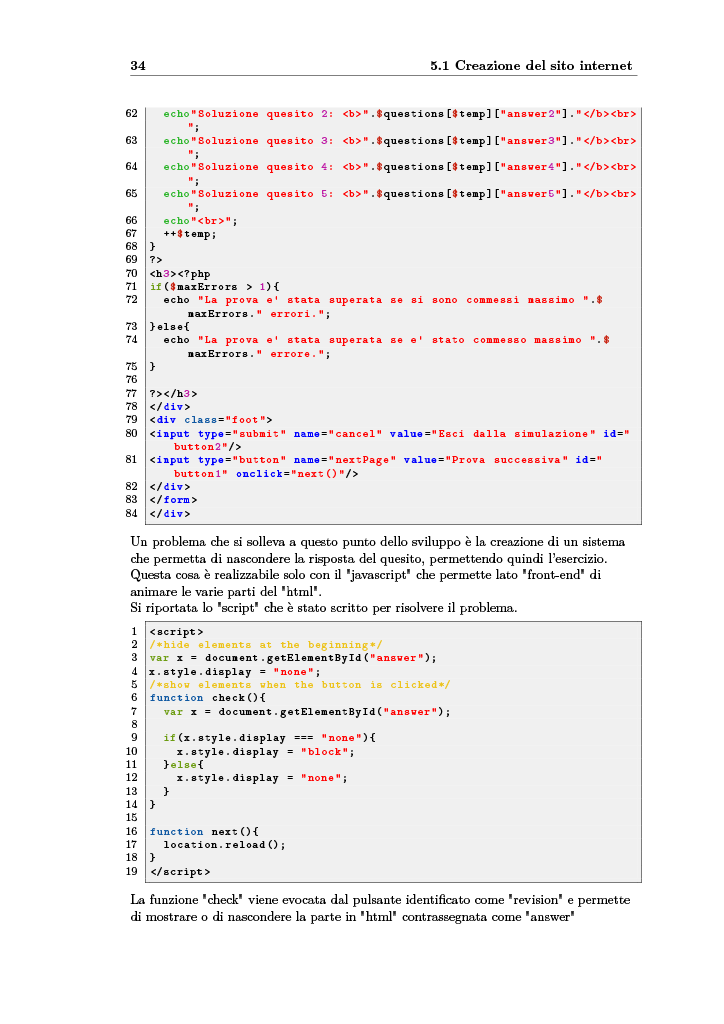 34 5.1 Creazione del sito internet
62 echo"Soluzione quesito 2: <b>".$questions[$temp]["answer2"]."</b><br>
";
63 echo"Soluzione quesito 3: <b>".$questions[$temp]["answer3"]."</b><br>
";
64 echo"Soluzione quesito 4: <b>".$questions[$temp]["answer4"]."</b><br>
";
65 echo"Soluzione quesito 5: <b>".$questions[$temp]["answer5"]."</b><br>
";
66 echo"<br>";
67 ++$temp;
68 }
69 ?>
70 <h3><?php
71 if($maxErrors > 1){
72 echo "La prova e' stata superata se si sono commessi massimo ".$
maxErrors." errori.";
73 }else{
74 echo "La prova e' stata superata se e' stato commesso massimo ".$
maxErrors." errore.";
75 }
76
77 ?></h3>
78 </div>
79 <div class="foot">
80 <input type="submit" name="cancel" value="Esci dalla simulazione" id="
button2"/>
81 <input type="button" name="nextPage" value="Prova successiva" id="
button1" onclick="next()"/>
82 </div>
83 </form>
84 </div>
Un problema che si solleva a questo punto dello sviluppo è la creazione di un sistema
che permetta di nascondere la risposta del quesito, permettendo quindi l'esercizio.
Questa cosa è realizzabile solo con il "javascript" che permette lato "front-end" di
animare le varie parti del "html".
Si riportata lo "script" che è stato scritto per risolvere il problema.
1 <script>
2 /*hide elements at the beginning*/
3 var x = document.getElementById("answer");
4 x.style.display = "none";
5 /*show elements when the button is clicked*/
6 function check(){
7 var x = document.getElementById("answer");
8
9 if(x.style.display === "none"){
10 x.style.display = "block";
11 }else{
12 x.style.display = "none";
13 }
14 }
15
16 function next(){
17 location.reload();
18 }
19 </script>
La funzione "check" viene evocata dal pulsante identificato come "revision" e permette
di mostrare o di nascondere la parte in "html" contrassegnata come "answer"